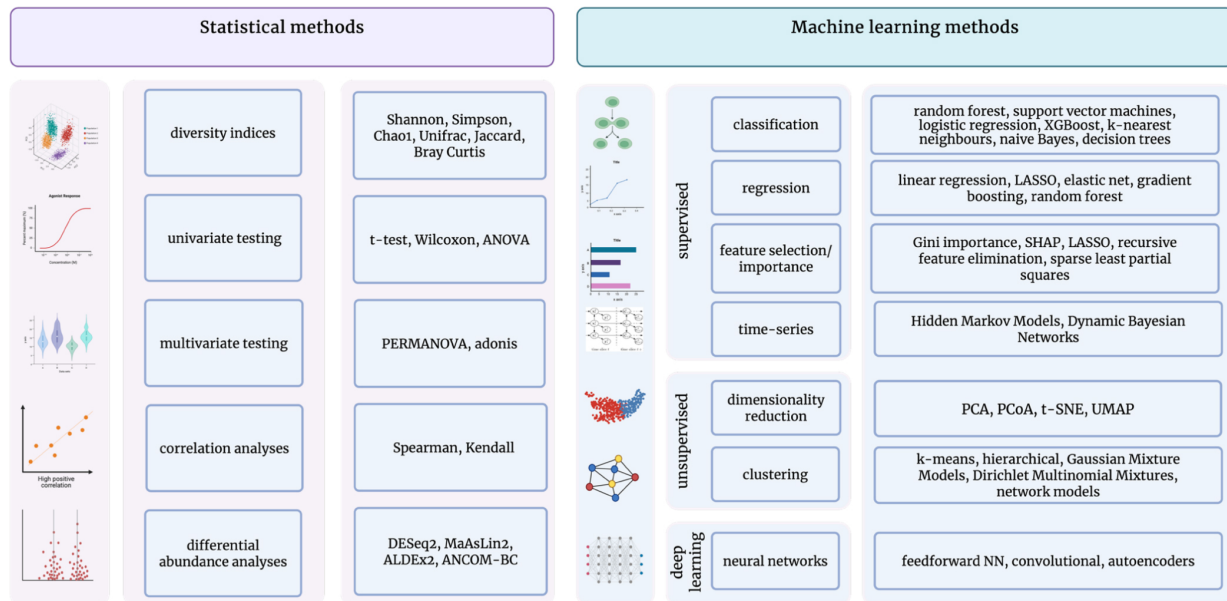 Statistical methods
diversity indices
Shannon, Simpson,
Chao1, Unifrac, Jaccard,
Bray Curtis
Agonist Response
univariate testing
t-test, Wilcoxon, ANOVA
multivariate testing
PERMANOVA, adonis
correlation analyses
Spearman, Kendall
High positive
correlation
differential
abundance analyses
DESeq2, MaAsLin2,
ALDEx2, ANCOM-BC
Machine learning methods
supervised
classification
random forest, support vector machines,
logistic regression, XGBoost, k-nearest
neighbours, naive Bayes, decision trees
Title
regression
linear regression, LASSO, elastic net, gradient
boosting, random forest
Title
feature selection/
importance
Gini importance, SHAP, LASSO, recursive
feature elimination, sparse least partial
squares
time-series
Hidden Markov Models, Dynamic Bayesian
Networks
unsupervised
dimensionality
reduction
PCA, PCoA, t-SNE, UMAP
clustering
k-means, hierarchical, Gaussian Mixture
Models, Dirichlet Multinomial Mixtures,
network models
deep
learning
neural networks
feedforward NN, convolutional, autoencoders